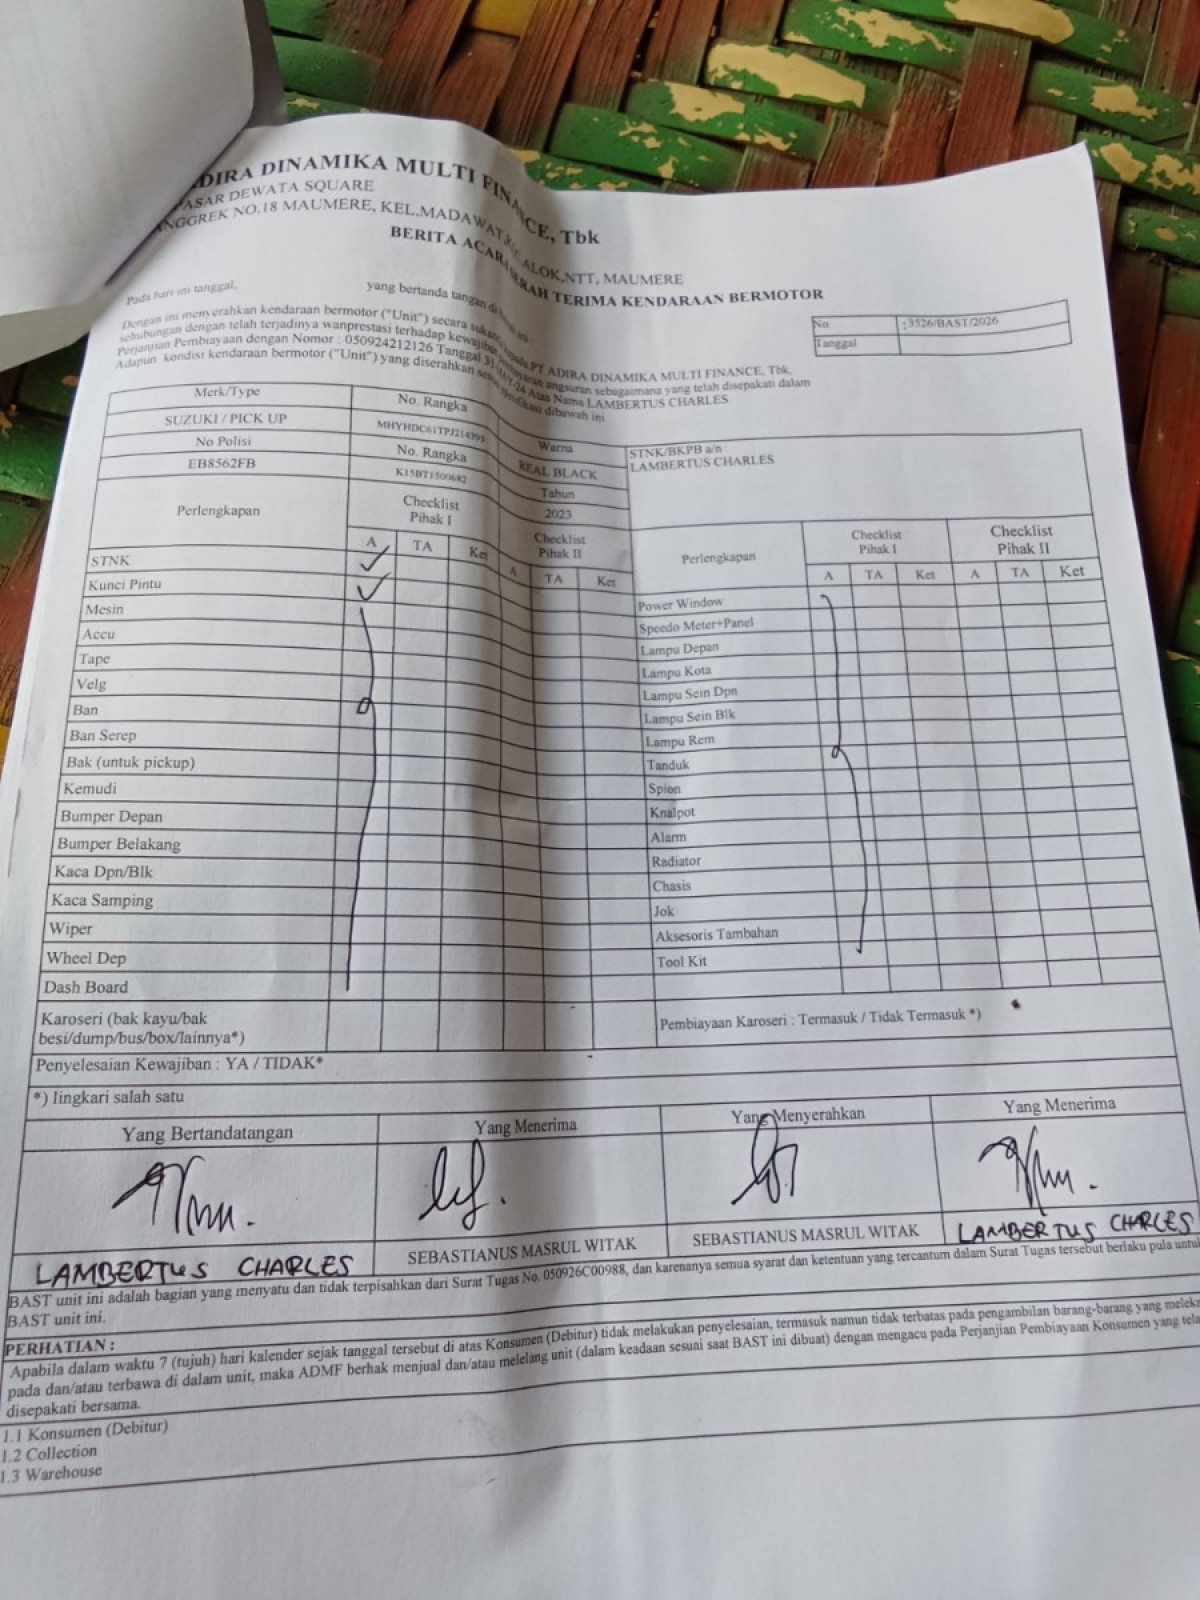 ADIRA DINAMIKA MULTI FINANCE, Tbk
PASAR DEWATA SQUARE
ANGGREK NO.18 MAUMERE, KEL.MADAWAT, ALOK,NTT, MAUMERE
BERITA ACARA SERAH TERIMA KENDARAAN BERMOTOR
Pada hari ini tanggal, yang bertanda tangan di
No. :3526/BAST/2026
Tanggal
Dengan ini menyerahkan kendaraan bermotor ("Unit") secara PT ADIRA DINAMIKA MULTI FINANCE, Tbk,
sehubungan dengan telah terjadinya wanprestasi terhadap kewajiban angsuran sebagaimana yang telah disepakati dalam
Perjanjian Pembiayaan dengan Nomor : 050924212126 Tanggal Atas Nama LAMBERTUS CHARLES
Adapun kondisi kendaraan bermotor ("Unit") yang diserahkan dibawah ini
Merk/Type No. Rangka Warna STNK/BKPB a/n
SUZUKI / PICK UP MHYHDC61TPJ214393 REAL BLACK LAMBERTUS CHARLES
No Polisi No. Rangka Tahun
EB8562FB K15BT1500682 2023
Perlengkapan Checklist Pihak I Checklist Pihak II Perlengkapan Checklist Pihak I Checklist Pihak II
A TA Ket A TA Ket A TA Ket A TA Ket
STNK ✓
Kunci Pintu ✓ Power Window
Mesin Speedo Meter+Panel
Accu Lampu Depan
Tape Lampu Kota
Velg Lampu Sein Dpn
Ban Lampu Sein Blk
Ban Serep Lampu Rem
Bak (untuk pickup) Tanduk
Kemudi Spion
Bumper Depan Knalpot
Bumper Belakang Alarm
Kaca Dpn/Blk Radiator
Kaca Samping Chasis
Wiper Jok
Wheel Dep Aksesoris Tambahan
Dash Board Tool Kit
Karoseri (bak kayu/bak
besi/dump/bus/box/lainnya*) Pembiayaan Karoseri : Termasuk / Tidak Termasuk *)
Penyelesaian Kewajiban : YA / TIDAK*
*) lingkari salah satu
Yang Bertandatangan Yang Menerima Yang Menyerahkan Yang Menerima
LAMBERTUS CHARLES SEBASTIANUS MASRUL WITAK SEBASTIANUS MASRUL WITAK LAMBERTUS CHARLES
BAST unit ini adalah bagian yang menyatu dan tidak terpisahkan dari Surat Tugas No. 050926C00988, dan karenanya semua syarat dan ketentuan yang tercantum dalam Surat Tugas tersebut berlaku pula untuk
BAST unit ini.
PERHATIAN :
Apabila dalam waktu 7 (tujuh) hari kalender sejak tanggal tersebut di atas Konsumen (Debitur) tidak melakukan penyelesaian, termasuk namun tidak terbatas pada pengambilan barang-barang yang
pada dan/atau terbawa di dalam unit, maka ADMF berhak menjual dan/atau melelang unit (dalam keadaan sesuai saat BAST ini dibuat) dengan mengacu pada Perjanjian Pembiayaan Konsumen yang
disepakati bersama.
1.1 Konsumen (Debitur)
1.2 Collection
1.3 Warehouse